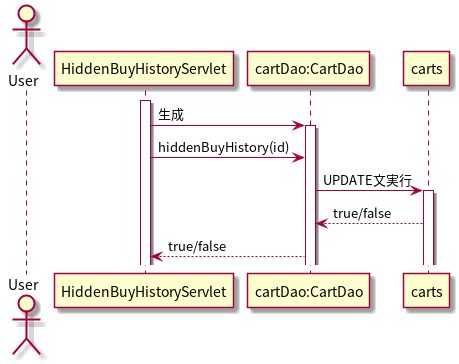 User
HiddenBuyHistoryServlet
cartDao:CartDao
carts
生成
hiddenBuyHistory(id)
UPDATE文実行
true/false
true/false
User
HiddenBuyHistoryServlet
cartDao:CartDao
carts